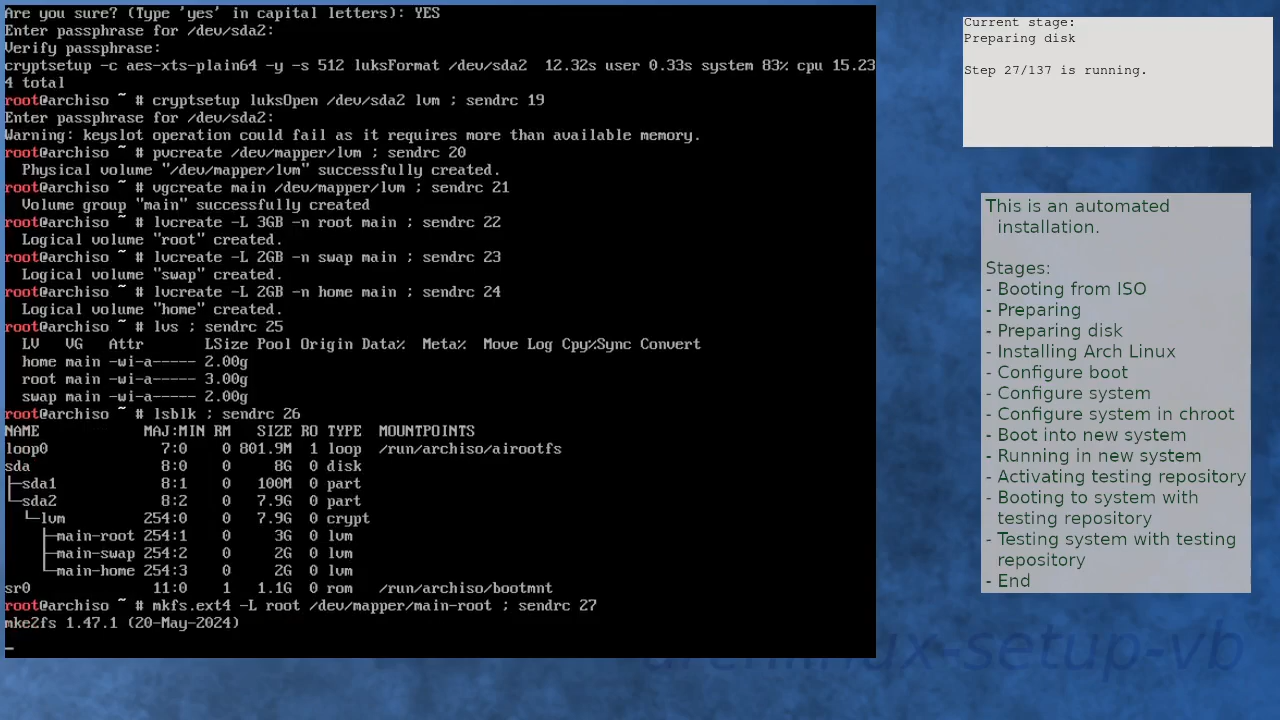 Are you sure? (Type 'yes' in capital letters): YES
Enter passphrase for /dev/sda2:
Verify passphrase:
cryptsetup -c aes-xts-plain64 -y -s 512 luksFormat /dev/sda2  12.32s user 0.33s system 83% cpu 15.23
4 total
root@archiso ~ # cryptsetup luksOpen /dev/sda2 lvm ; sendrc 19
Enter passphrase for /dev/sda2:
Warning: keyslot operation could fail as it requires more than available memory.
root@archiso ~ # pvcreate /dev/mapper/lvm ; sendrc 20
  Physical volume "/dev/mapper/lvm" successfully created.
root@archiso ~ # vgcreate main /dev/mapper/lvm ; sendrc 21
  Volume group "main" successfully created
root@archiso ~ # lvcreate -L 3GB -n root main ; sendrc 22
  Logical volume "root" created.
root@archiso ~ # lvcreate -L 2GB -n swap main ; sendrc 23
  Logical volume "swap" created.
root@archiso ~ # lvcreate -L 2GB -n home main ; sendrc 24
  Logical volume "home" created.
root@archiso ~ # lvs ; sendrc 25
  LV   VG   Attr       LSize Pool Origin Data%  Meta%  Move Log Cpy%Sync Convert
  home main -wi-a----- 2.00g
  root main -wi-a----- 3.00g
  swap main -wi-a----- 2.00g
root@archiso ~ # lsblk ; sendrc 26
NAME            MAJ:MIN RM   SIZE RO TYPE  MOUNTPOINTS
loop0             7:0    0 801.9M  1 loop  /run/archiso/airootfs
sda               8:0    0     8G  0 disk
├─sda1            8:1    0   100M  0 part
└─sda2            8:2    0   7.9G  0 part
  └─lvm         254:0    0   7.9G  0 crypt
    ├─main-root 254:1    0     3G  0 lvm
    ├─main-swap 254:2    0     2G  0 lvm
    └─main-home 254:3    0     2G  0 lvm
sr0              11:0    1   1.1G  0 rom   /run/archiso/bootmnt
root@archiso ~ # mkfs.ext4 -L root /dev/mapper/main-root ; sendrc 27
mke2fs 1.47.1 (20-May-2024)
Current stage:
Preparing disk
Step 27/137 is running.
This is an automated
installation.
Stages:
- Booting from ISO
- Preparing
- Preparing disk
- Installing Arch Linux
- Configure boot
- Configure system
- Configure system in chroot
- Boot into new system
- Running in new system
- Activating testing repository
- Booting to system with
testing repository
- Testing system with testing
repository
- End
archlinux-setup-vb